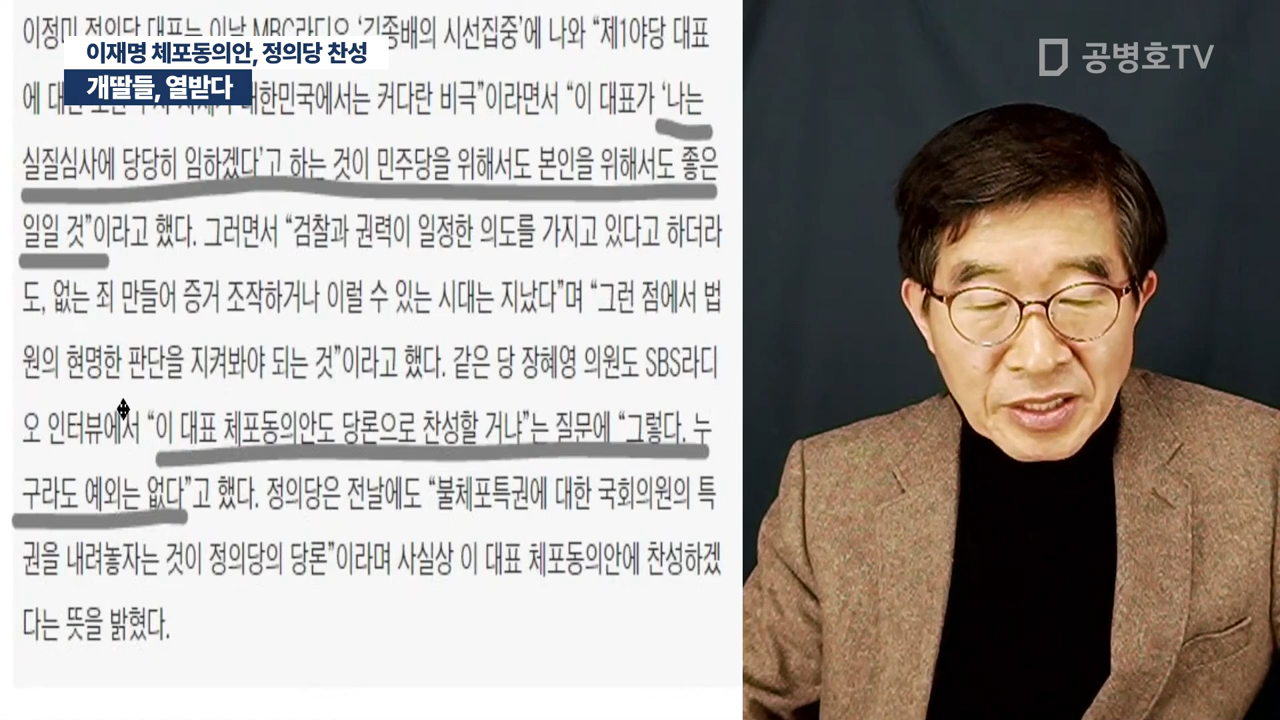 이정미 정의당 대표는 이날 MBC라디오 ‘김종배의 시선집중’에 나와 “제1야당 대표
이재명 체포동의안, 정의당 찬성
개딸들, 열받다
공병호TV
에 대한 대한민국에서는 커다란 비극”이라면서 “이 대표가 ‘나는
실질심사에 당당히 임하겠다’고 하는 것이 민주당을 위해서도 본인을 위해서도 좋은
일일 것”이라고 했다. 그러면서 “검찰과 권력이 일정한 의도를 가지고 있다고 하더라
도, 없는 죄 만들어 증거 조작하거나 이럴 수 있는 시대는 지났다”며 “그런 점에서 법
원의 현명한 판단을 지켜봐야 되는 것”이라고 했다. 같은 당 장혜영 의원도 SBS라디
오 인터뷰에서 “이 대표 체포동의안도 당론으로 찬성할 거냐”는 질문에 “그렇다. 누
구라도 예외는 없다”고 했다. 정의당은 전날에도 “불체포특권에 대한 국회의원의 특
권을 내려놓자는 것이 정의당의 당론”이라며 사실상 이 대표 체포동의안에 찬성하겠
다는 뜻을 밝혔다.